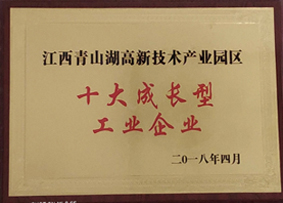 江西青山湖高新技术产业园区
十大成长型
工业企业
二〇一八年四月